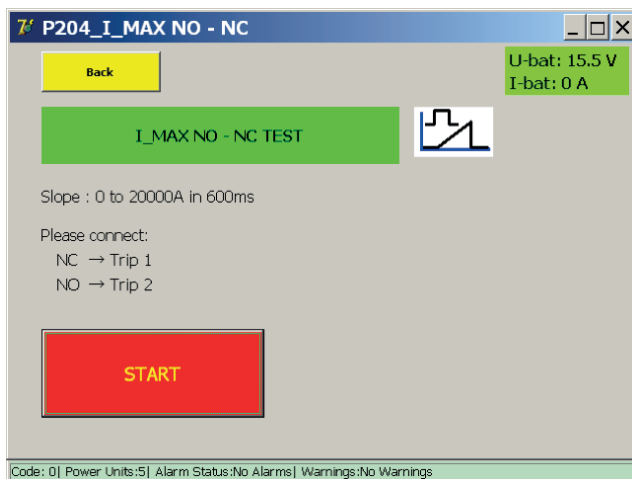 P204_I_MAX NO - NC
Back
U-bat: 15.5 V
I-bat: 0 A
I_MAX NO - NC TEST
Slope : 0 to 20000A in 600ms
Please connect:
NC → Trip 1
NO → Trip 2
START
Code: 0| Power Units:5| Alarm Status:No Alarms| Warnings:No Warnings